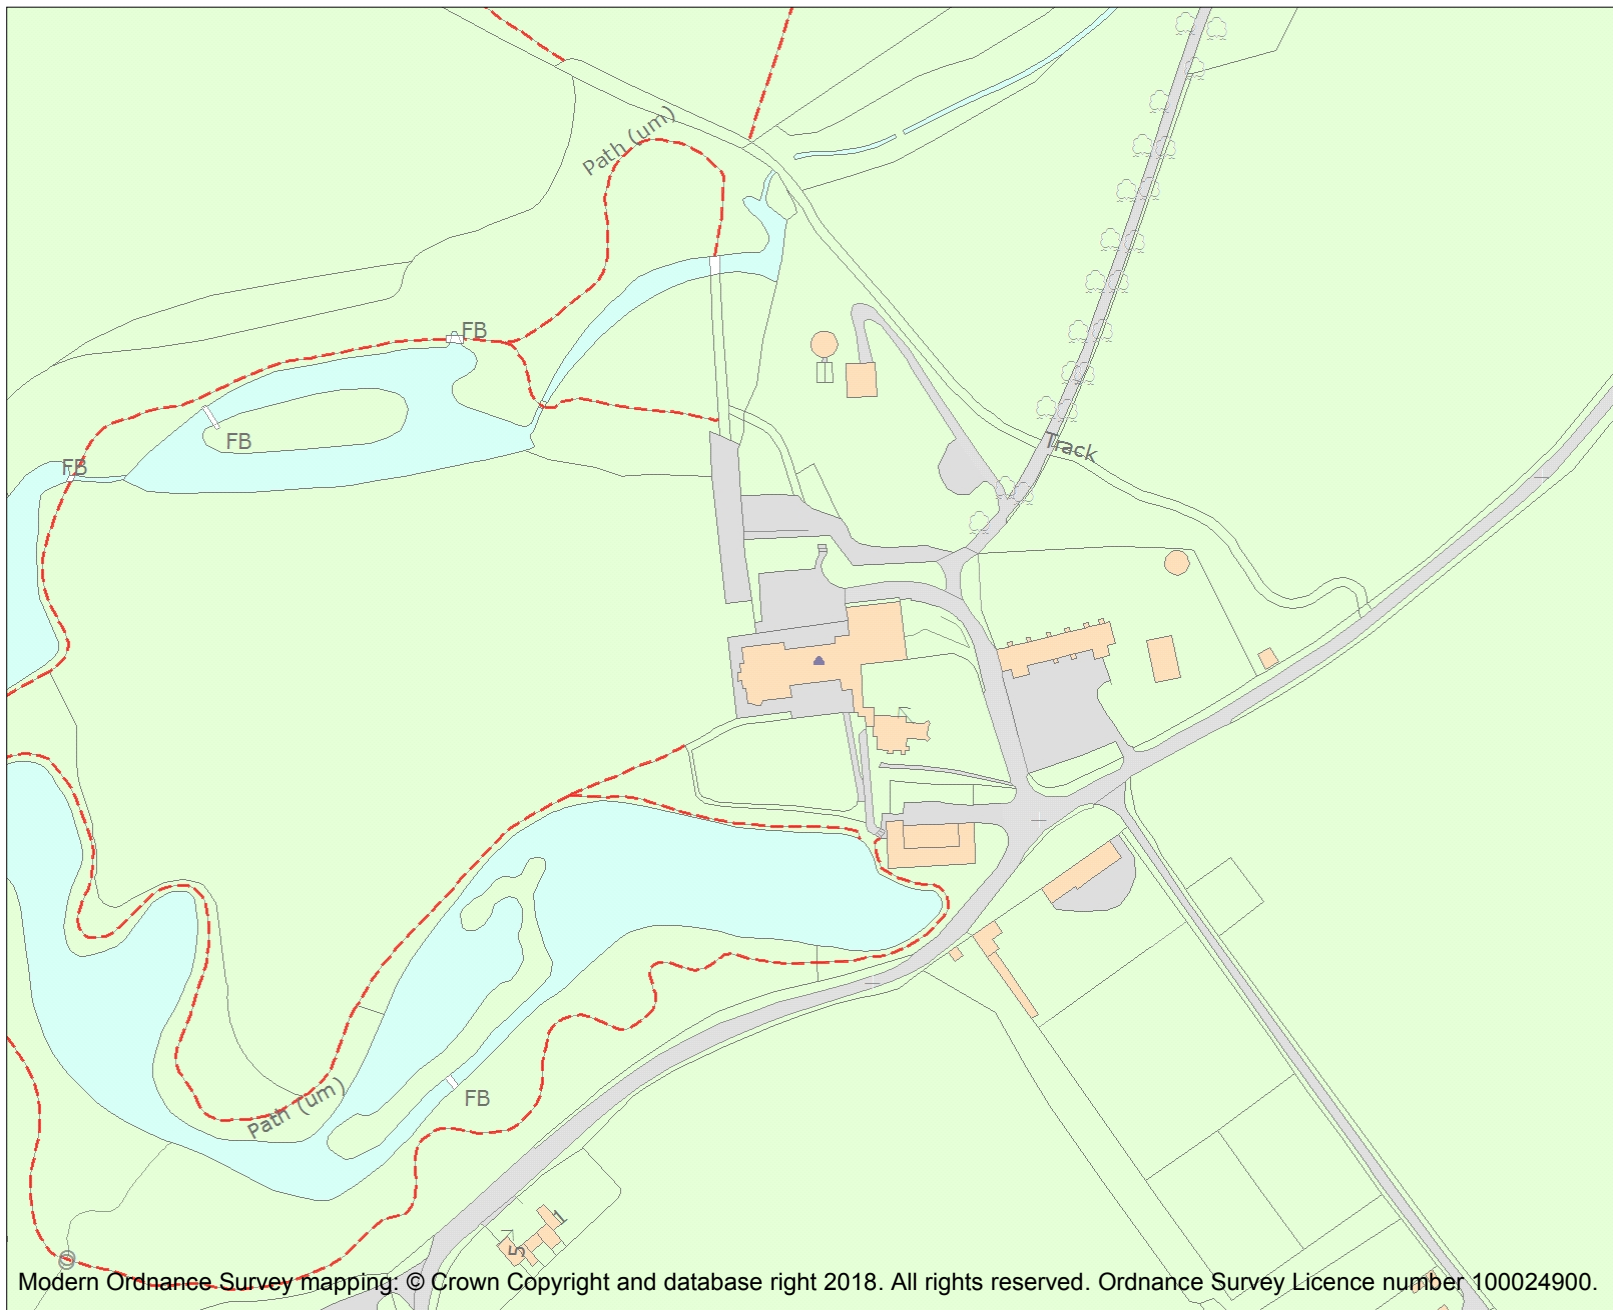 Path (um)
FB
FB
FB
Track
Path (um)
FB
1
5
Modern Ordnance Survey mapping: © Crown Copyright and database right 2018. All rights reserved. Ordnance Survey Licence number 100024900.